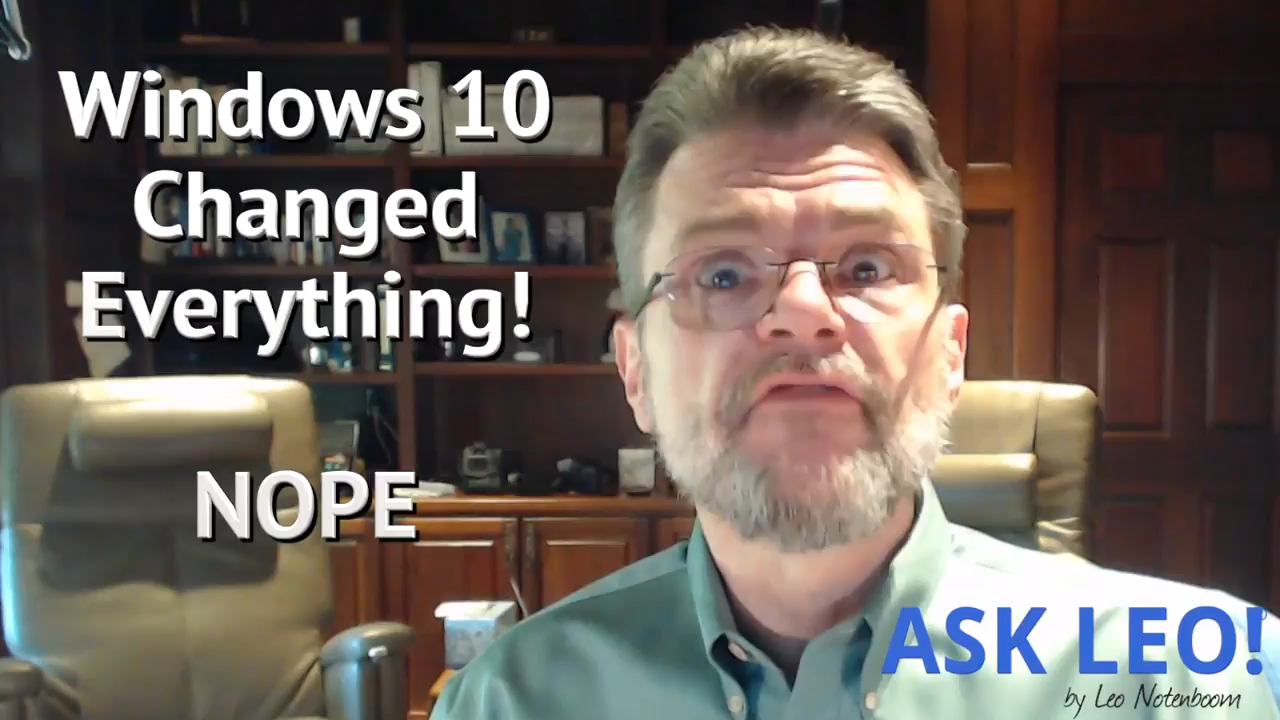 Windows 10
Changed
Everything!
NOPE
ASK LEO!
by Leo Notenboom